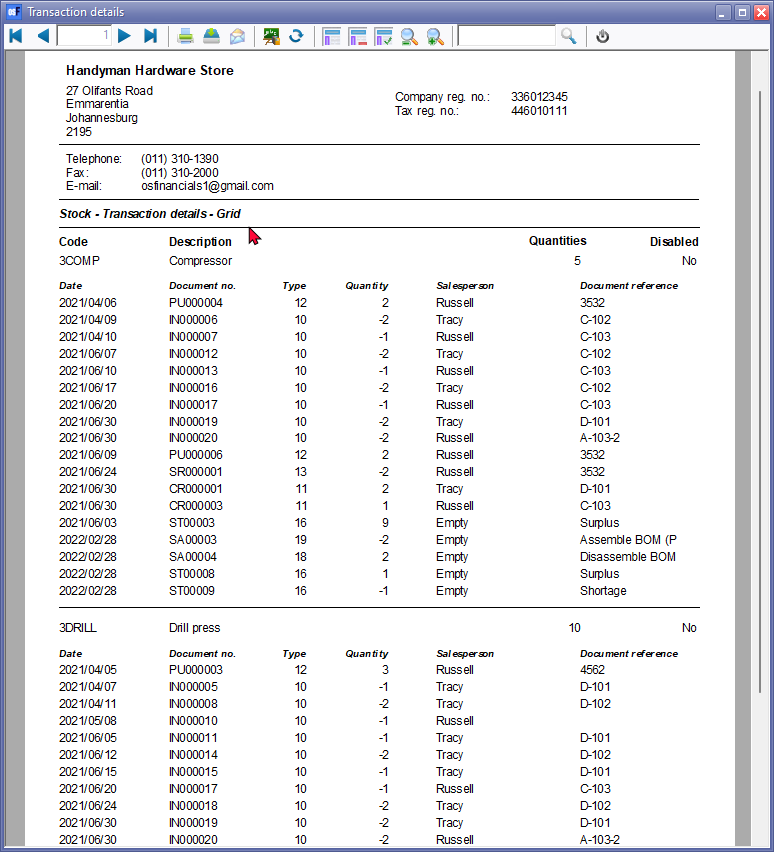 Transaction details
1
Handyman Hardware Store
27 Olifants Road
Emmarentia
Johannesburg
2195
Company reg. no.: 336012345
Tax reg. no.: 446010111
Telephone: (011) 310-1390
Fax: (011) 310-2000
E-mail: osfinancials1@gmail.com
Stock - Transaction details - Grid
Code Description Quantities Disabled
3COMP Compressor 5 No
Date Document no. Type Quantity Salesperson Document reference
2021/04/06 PU000004 12 2 Russell 3532
2021/04/09 IN000006 10 -2 Tracy C-102
2021/04/10 IN000007 10 -1 Russell C-103
2021/06/07 IN000012 10 -2 Tracy C-102
2021/06/10 IN000013 10 -1 Russell C-103
2021/06/17 IN000016 10 -2 Tracy C-102
2021/06/20 IN000017 10 -1 Russell C-103
2021/06/30 IN000019 10 -2 Tracy D-101
2021/06/30 IN000020 10 -2 Russell A-103-2
2021/06/09 PU000006 12 2 Russell 3532
2021/06/24 SR000001 13 -2 Russell 3532
2021/06/30 CR000001 11 2 Tracy D-101
2021/06/30 CR000003 11 1 Russell C-103
2021/06/03 ST00003 16 9 Empty Surplus
2022/02/28 SA00003 19 -2 Empty Assemble BOM (P
2022/02/28 SA00004 18 2 Empty Disassemble BOM
2022/02/28 ST00008 16 1 Empty Surplus
2022/02/28 ST00009 16 -1 Empty Shortage
3DRILL Drill press 10 No
Date Document no. Type Quantity Salesperson Document reference
2021/04/05 PU000003 12 3 Russell 4562
2021/04/07 IN000005 10 -1 Tracy D-101
2021/04/11 IN000008 10 -2 Tracy D-102
2021/05/08 IN000010 10 -1 Russell
2021/06/05 IN000011 10 -1 Tracy D-101
2021/06/12 IN000014 10 -2 Tracy D-102
2021/06/15 IN000015 10 -1 Tracy D-101
2021/06/20 IN000017 10 -1 Russell C-103
2021/06/24 IN000018 10 -2 Tracy D-102
2021/06/30 IN000019 10 -2 Tracy D-101
2021/06/30 IN000020 10 -2 Russell A-103-2